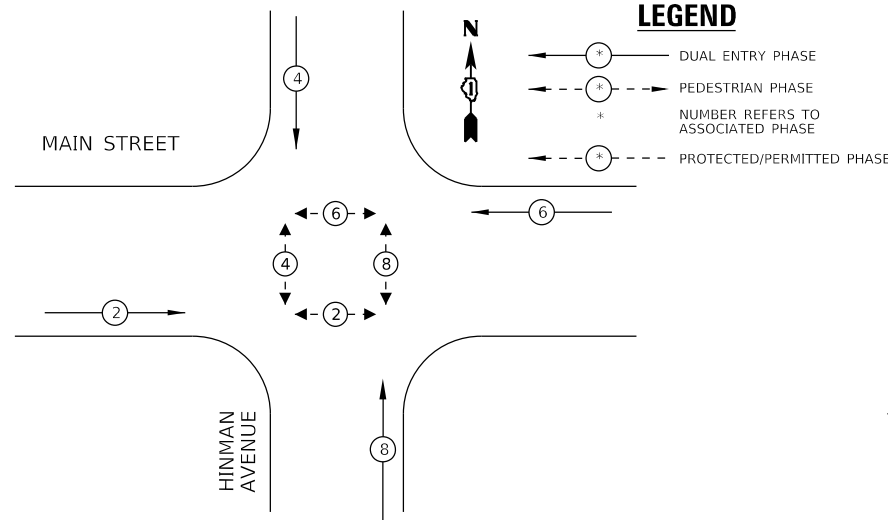 LEGEND
N
4
*
DUAL ENTRY PHASE
*
PEDESTRIAN PHASE
*
NUMBER REFERS TO
ASSOCIATED PHASE
*
PROTECTED/PERMITTED PHASE
MAIN STREET
6
6
4
8
2
2
HINMAN
AVENUE
8